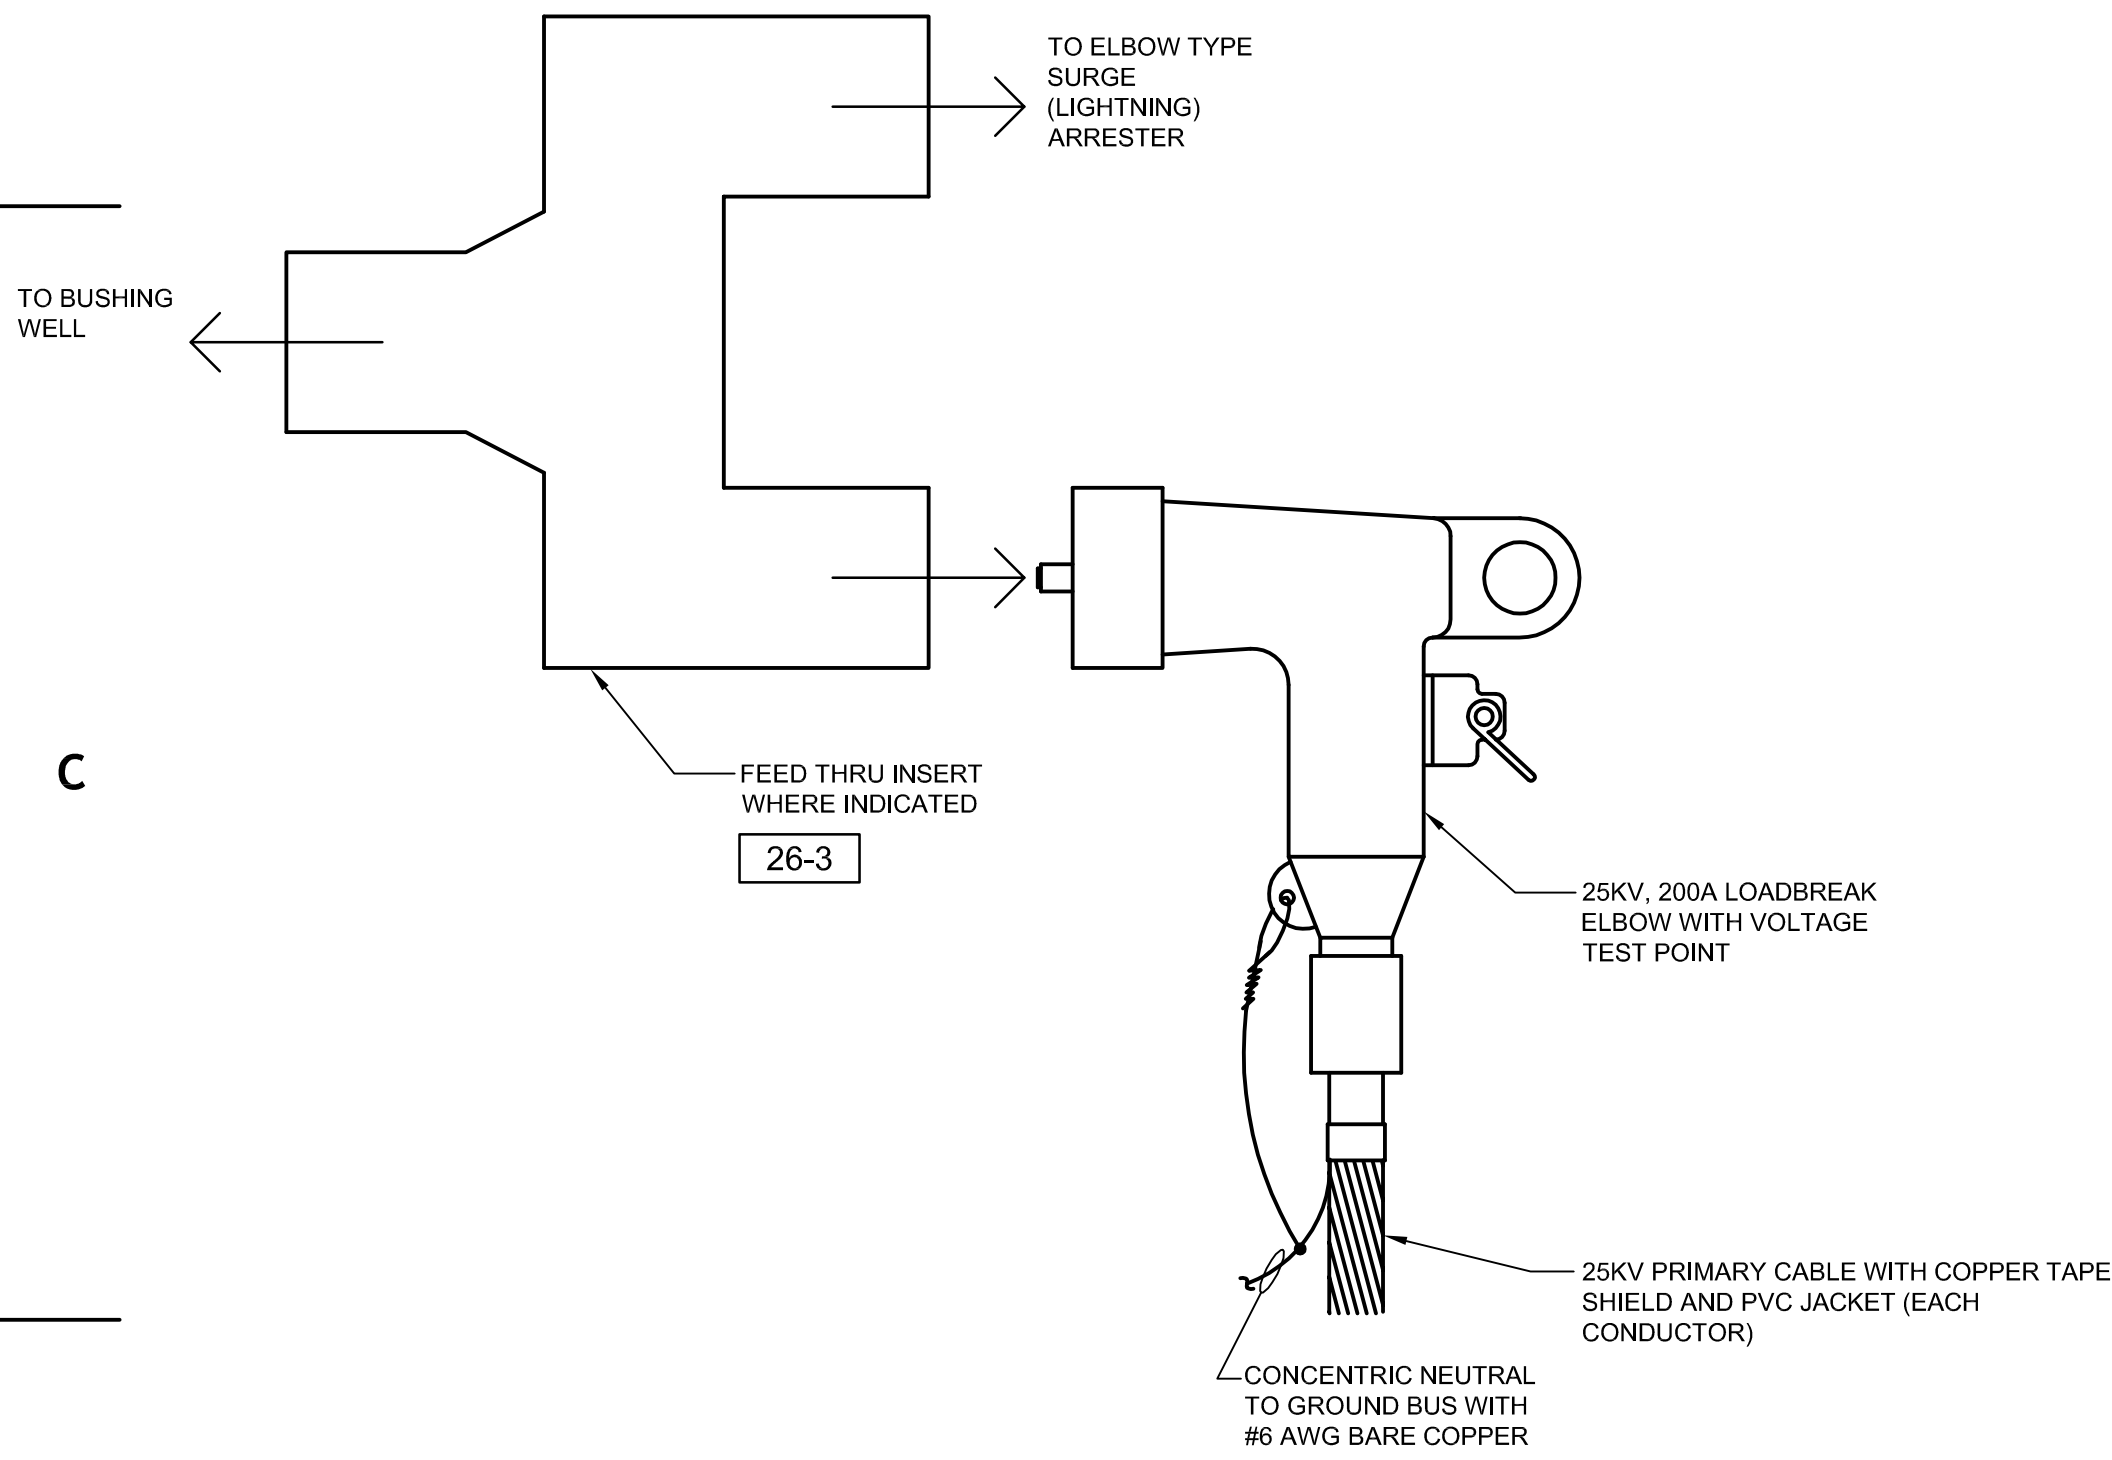 TO ELBOW TYPE
SURGE
(LIGHTNING)
ARRESTER
TO BUSHING
WELL
C
FEED THRU INSERT
WHERE INDICATED
26-3
25KV, 200A LOADBREAK
ELBOW WITH VOLTAGE
TEST POINT
25KV PRIMARY CABLE WITH COPPER TAPE
SHIELD AND PVC JACKET (EACH
CONDUCTOR)
CONCENTRIC NEUTRAL
TO GROUND BUS WITH
#6 AWG BARE COPPER